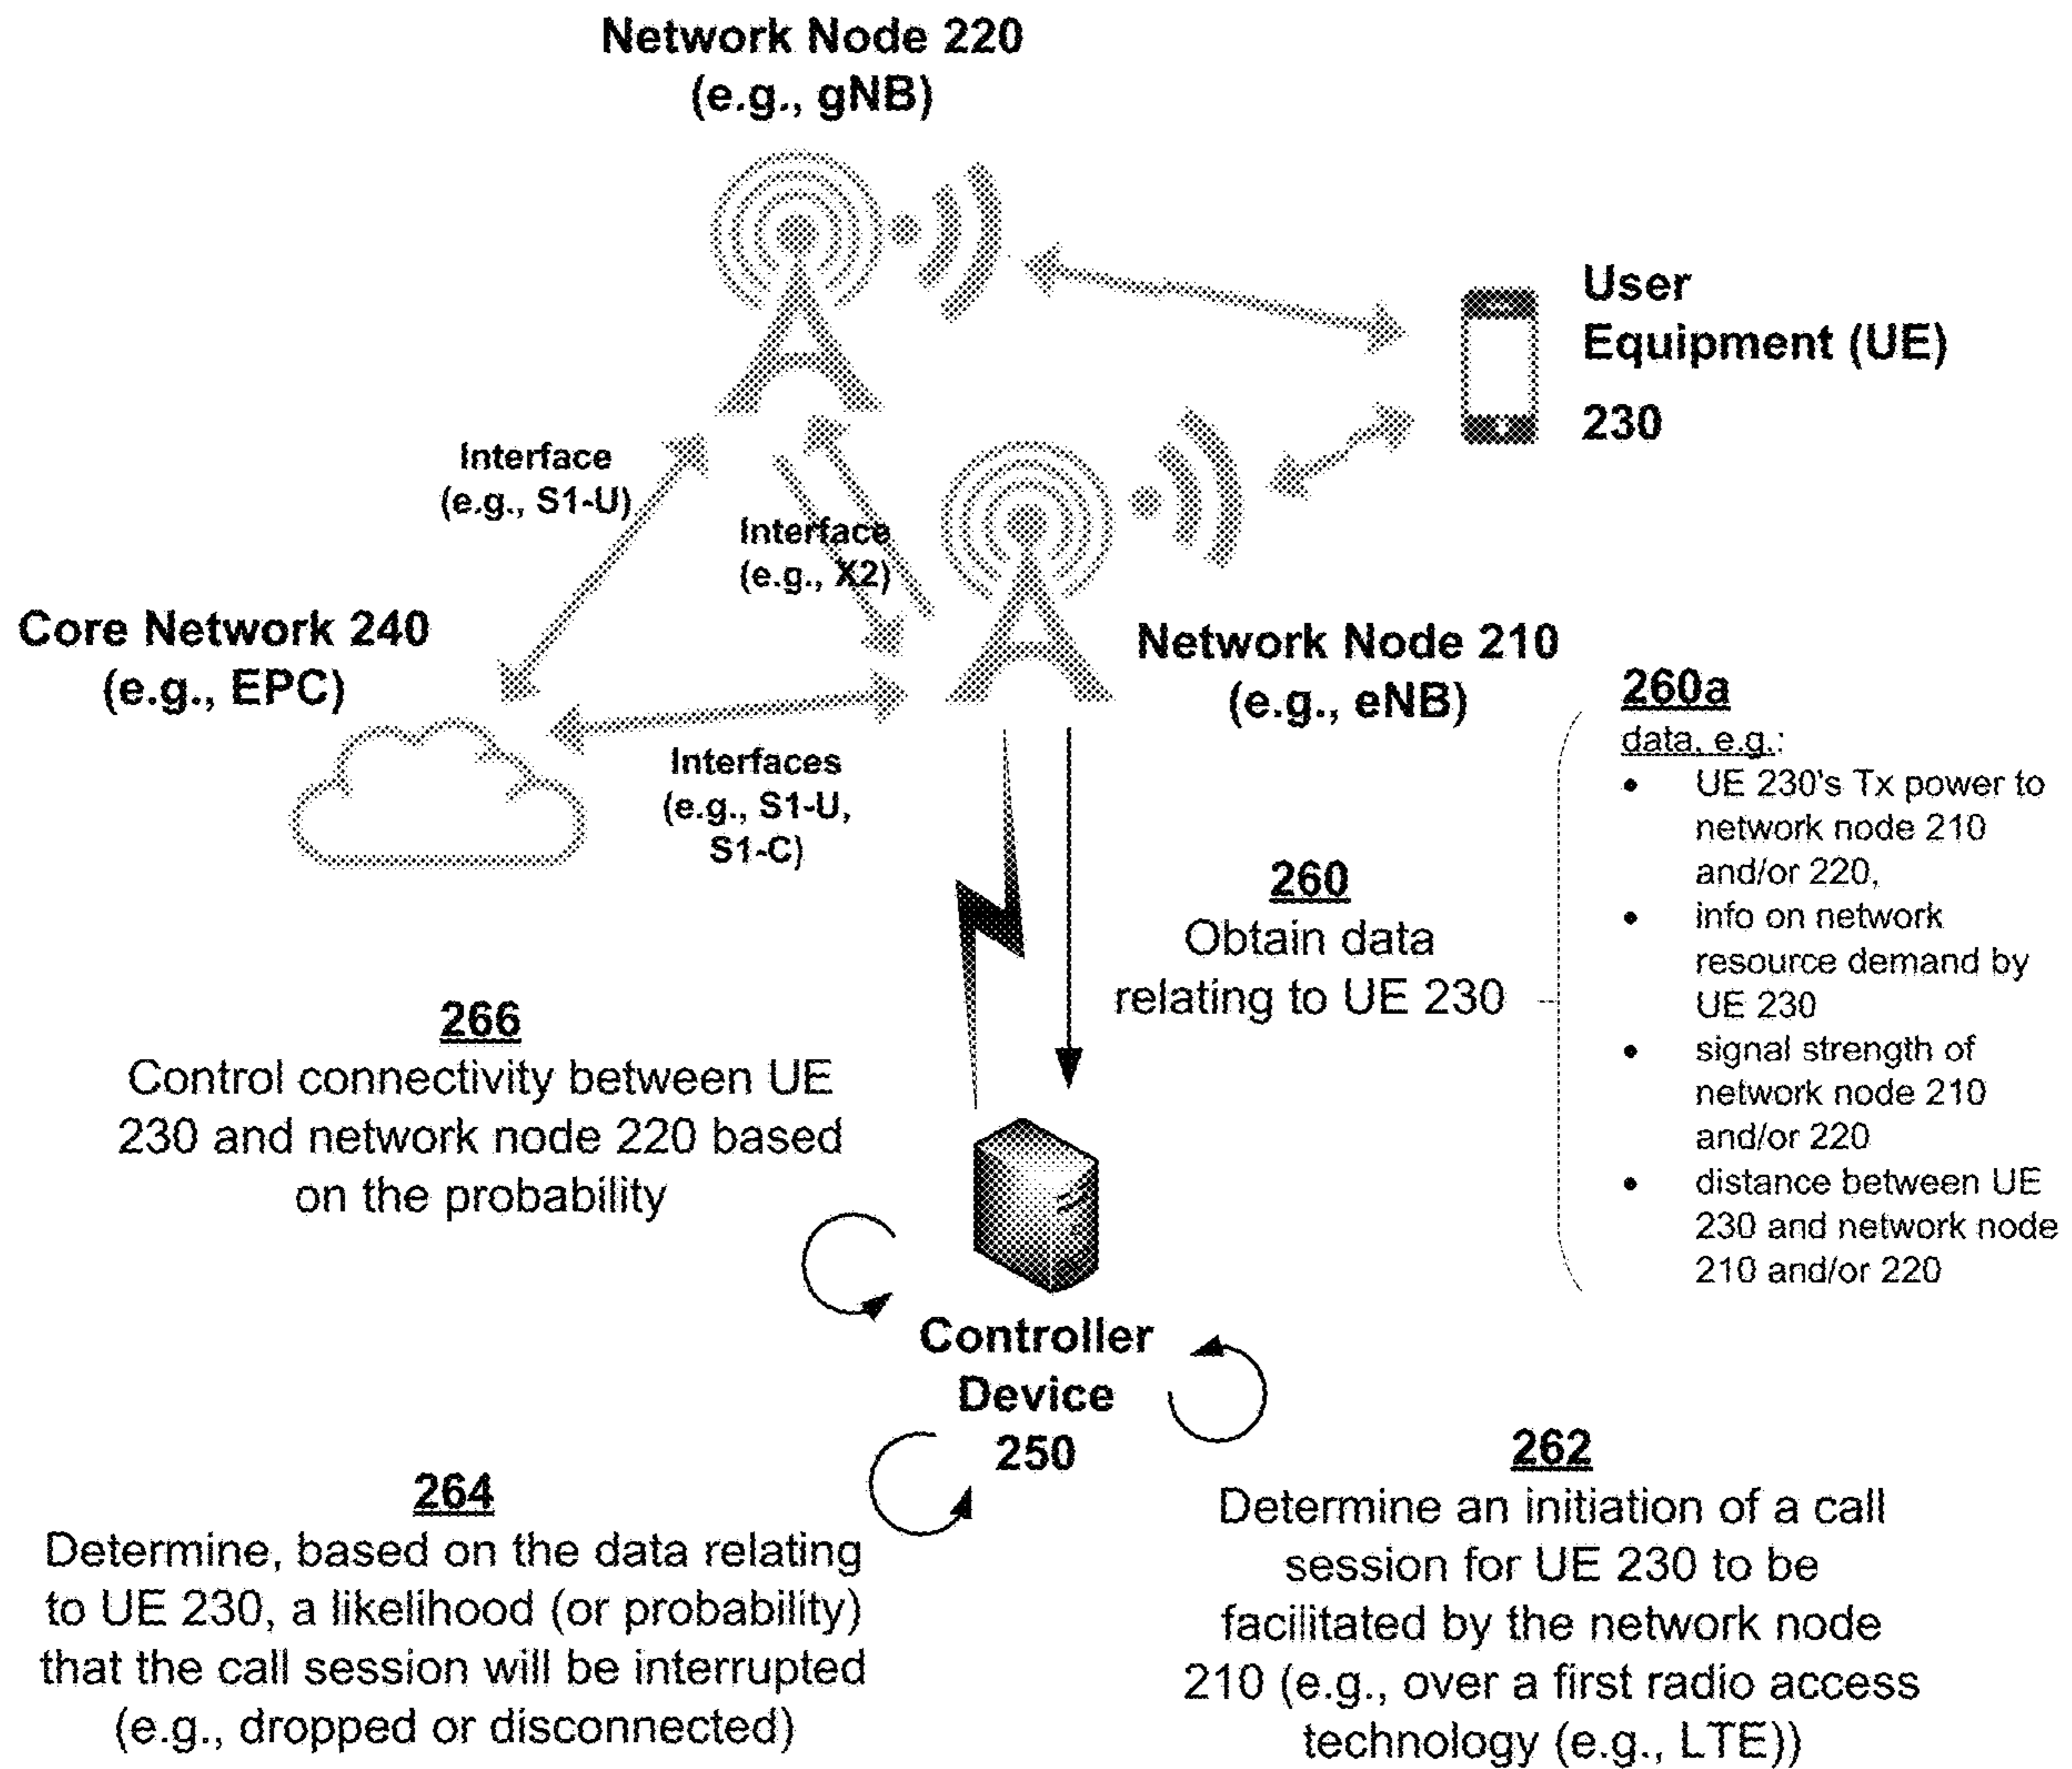 Network Node 220
(e.g., gNB)
User
Equipment (UE)
230
Interface
(e.g., S1-U)
Interface
(e.g., X2)
Core Network 240
(e.g., EPC)
Network Node 210
(e.g., eNB)
Interfaces
(e.g., S1-U,
S1-C)
260a
data, e.g.:
• UE 230's Tx power to
network node 210
and/or 220,
• info on network
resource demand by
UE 230
• signal strength of
network node 210
and/or 220
• distance between UE
230 and network node
210 and/or 220
260
Obtain data
relating to UE 230
266
Control connectivity between UE
230 and network node 220 based
on the probability
Controller
Device
250
264
Determine, based on the data relating
to UE 230, a likelihood (or probability)
that the call session will be interrupted
(e.g., dropped or disconnected)
262
Determine an initiation of a call
session for UE 230 to be
facilitated by the network node
210 (e.g., over a first radio access
technology (e.g., LTE))